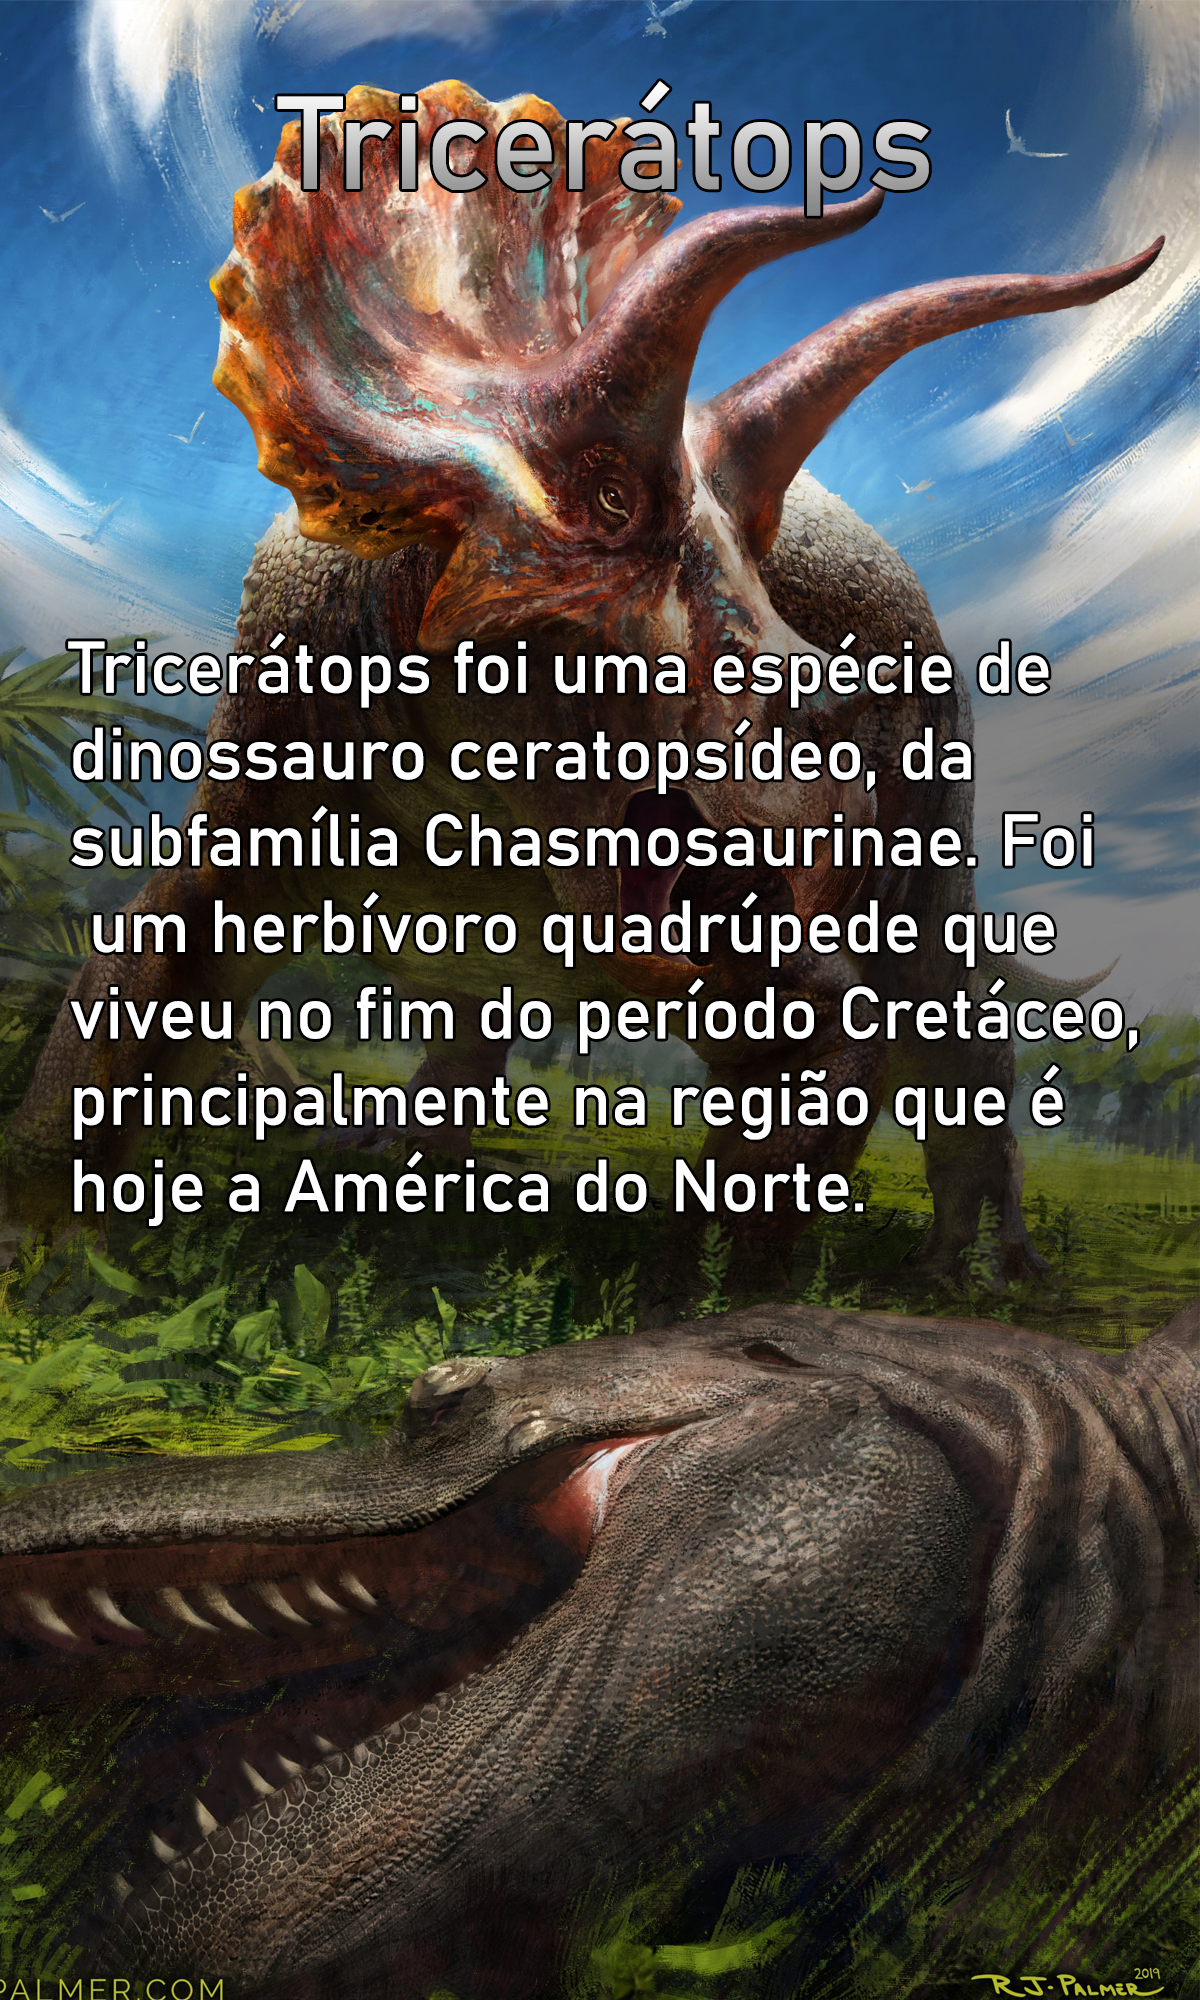 Tricerátops
Tricerátops foi uma espécie de
dinossauro ceratopsídeo, da
subfamília Chasmosaurinae. Foi
um herbívoro quadrúpede que
viveu no fim do período Cretáceo,
principalmente na região que é
hoje a América do Norte.
PALMER.COM
RJ-PALMER 2019